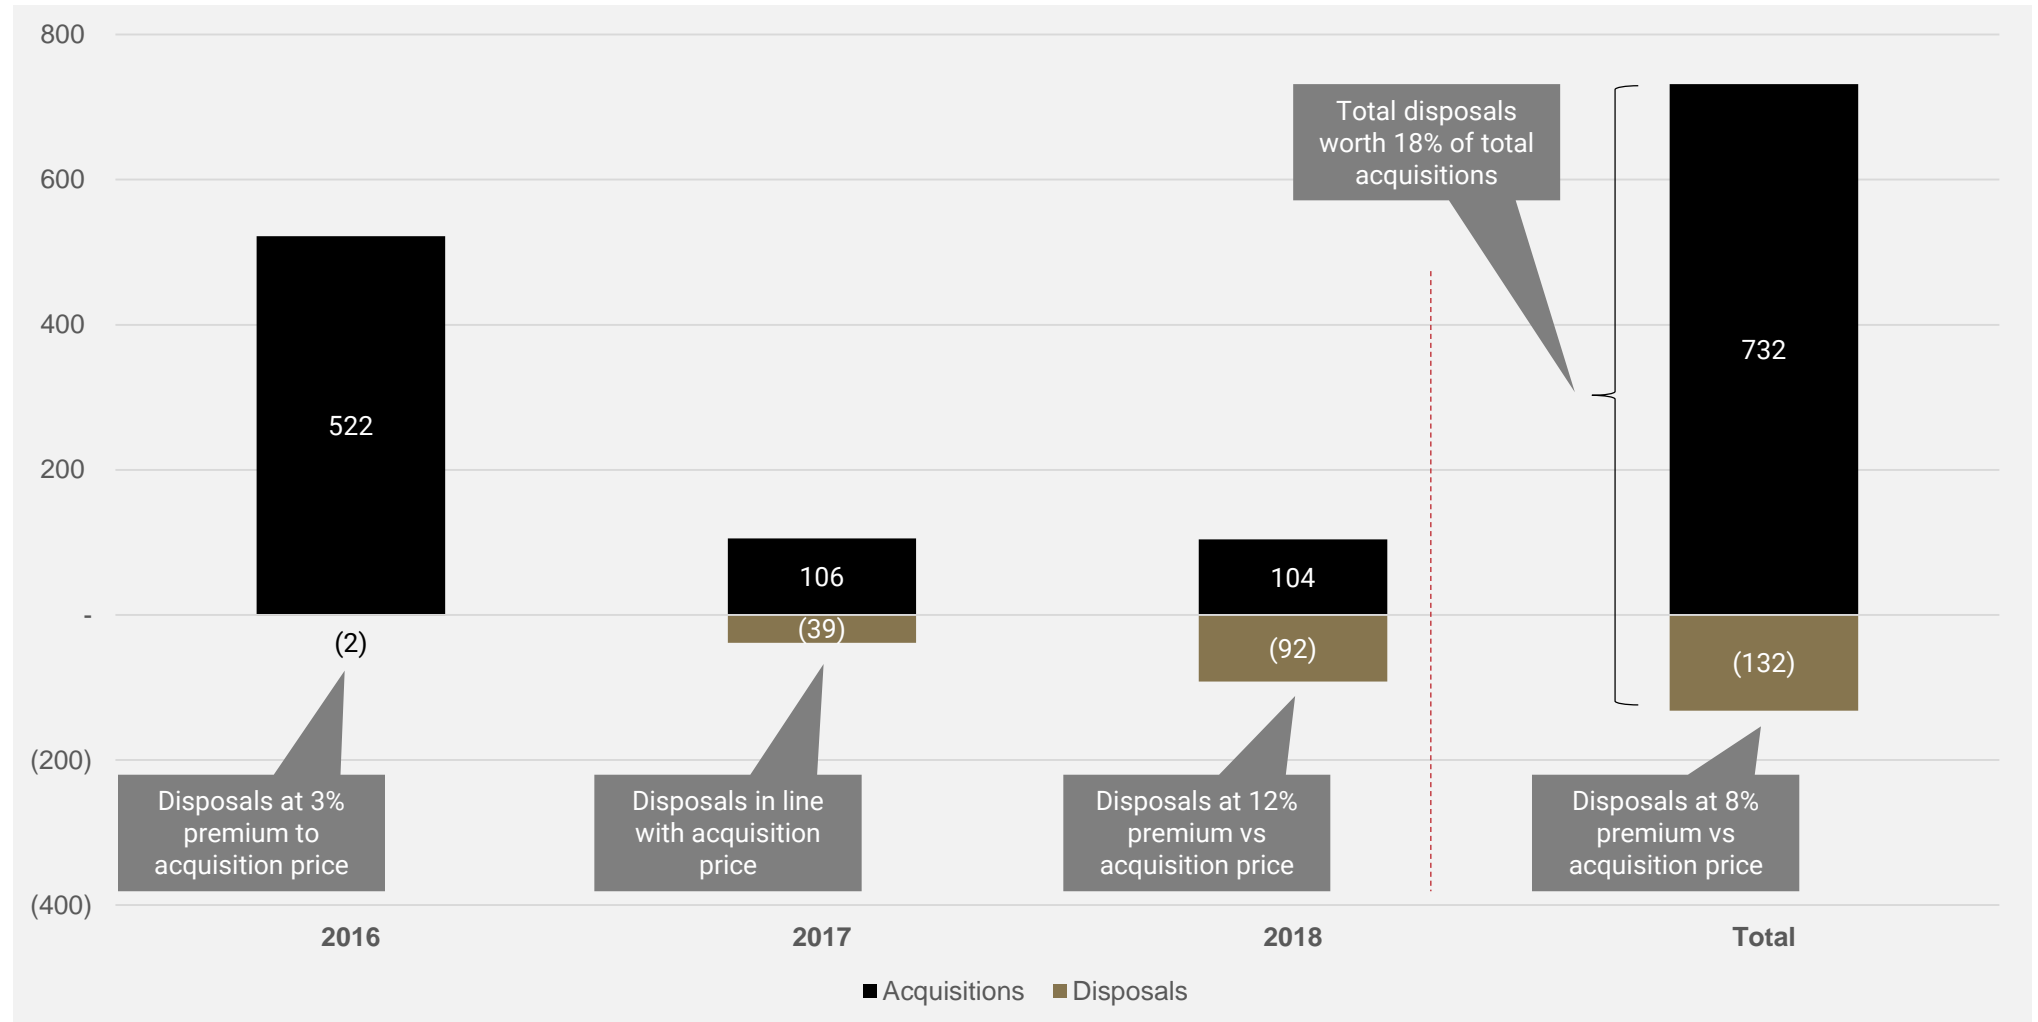 800
600
400
200
-
(200)
(400)
Total disposals
worth 18% of total
acquisitions
522
106
104
732
(2)
(39)
(92)
(132)
Disposals at 3%
premium to
acquisition price
Disposals in line
with acquisition
price
Disposals at 12%
premium vs
acquisition price
Disposals at 8%
premium vs
acquisition price
2016
2017
2018
Total
Acquisitions
Disposals